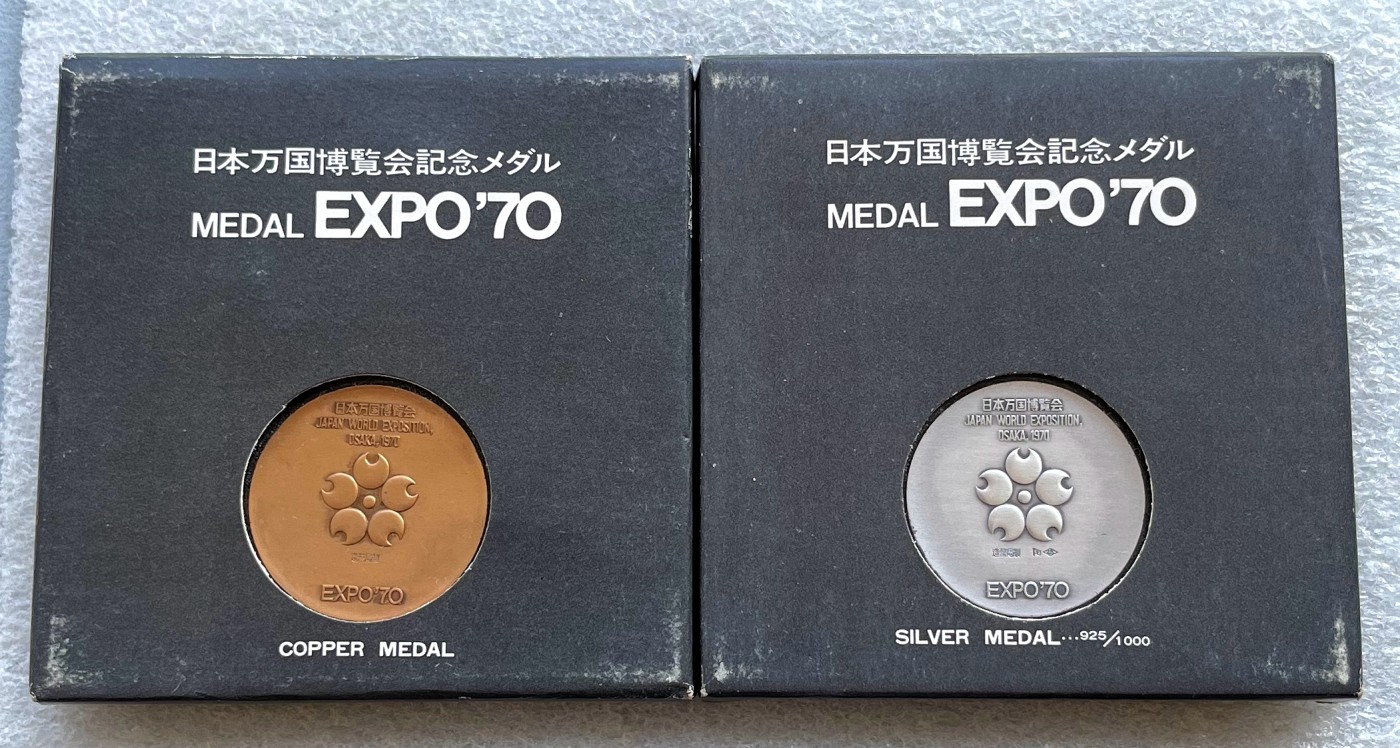 日本万国博覧会記念メダル
MEDAL EXPO'70
日本万国博覧会
JAPAN WORLD EXPOSITION,
OSAKA, 1970
EXPO'70
COPPER MEDAL
日本万国博覧会記念メダル
MEDAL EXPO'70
日本万国博覧会
JAPAN WORLD EXPOSITION,
OSAKA, 1970
EXPO'70
SILVER MEDAL...925/1000